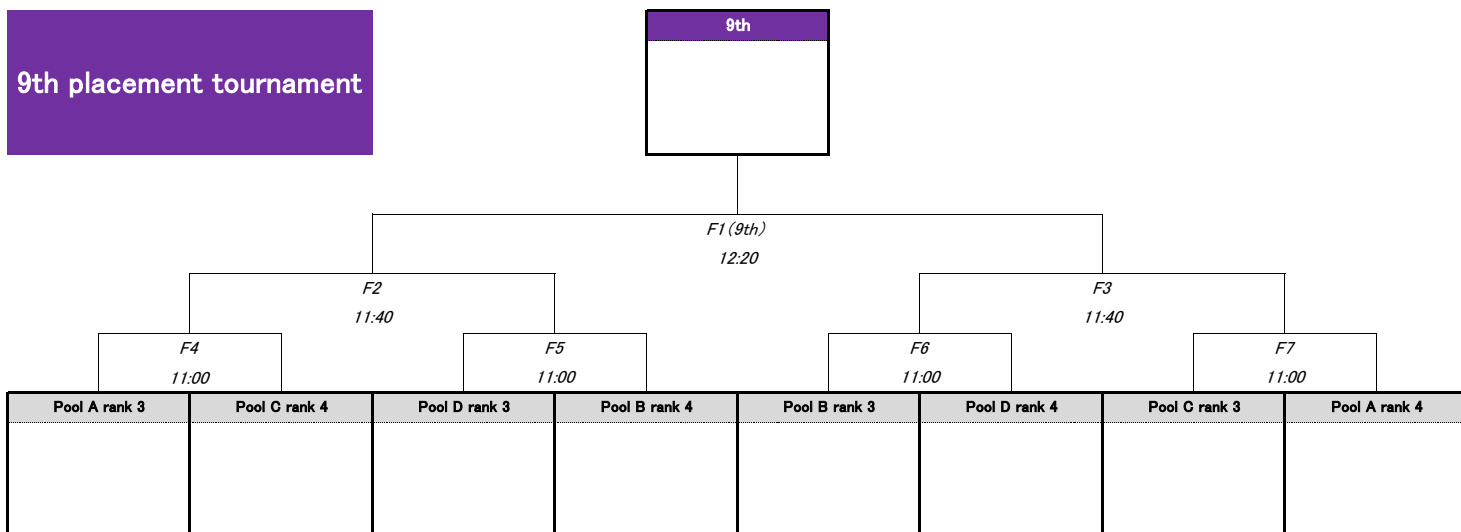 9th placement tournament
9th
F1(9th)
12:20
F2
F3
11:40
11:40
F4
F5
F6
F7
11:00
11:00
11:00
11:00
Pool A rank 3
Pool C rank 4
Pool D rank 3
Pool B rank 4
Pool B rank 3
Pool D rank 4
Pool C rank 3
Pool A rank 4